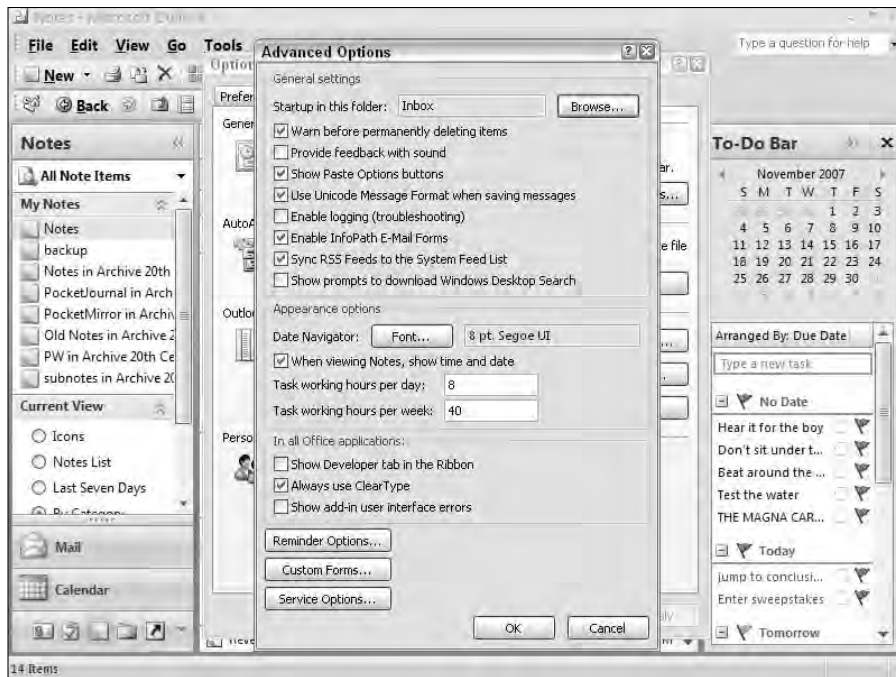 Notes - Microsoft Outlook
File Edit View Go Tools
Type a question for help
New
Back
Notes
All Note Items
My Notes
Notes
backup
Notes in Archive 20th
PocketJournal in Arch
PocketMirror in Archiv
Old Notes in Archive 2
PW in Archive 20th Ce
subnotes in Archive 20
Current View
Icons
Notes List
Last Seven Days
By Category
Mail
Calendar
14 Items
Option
Prefer
Gener
AutoA
Outlo
Perso
ar.
s...
e file
Advanced Options
General settings
Startup in this folder: Inbox Browse...
Warn before permanently deleting items
Provide feedback with sound
Show Paste Options buttons
Use Unicode Message Format when saving messages
Enable logging (troubleshooting)
Enable InfoPath E-Mail Forms
Sync RSS Feeds to the System Feed List
Show prompts to download Windows Desktop Search
Appearance options
Date Navigator: Font... 8 pt. Segoe UI
When viewing Notes, show time and date
Task working hours per day: 8
Task working hours per week: 40
In all Office applications:
Show Developer tab in the Ribbon
Always use ClearType
Show add-in user interface errors
Reminder Options...
Custom Forms...
Service Options...
OK Cancel
To-Do Bar
November 2007
S M T W T F S
1 2 3
4 5 6 7 8 9 10
11 12 13 14 15 16 17
18 19 20 21 22 23 24
25 26 27 28 29 30
Arranged By: Due Date
Type a new task
No Date
Hear it for the boy
Don't sit under t...
Beat around the ...
Test the water
THE MAGNA CAR...
Today
jump to conclusi...
Enter sweepstakes
Tomorrow